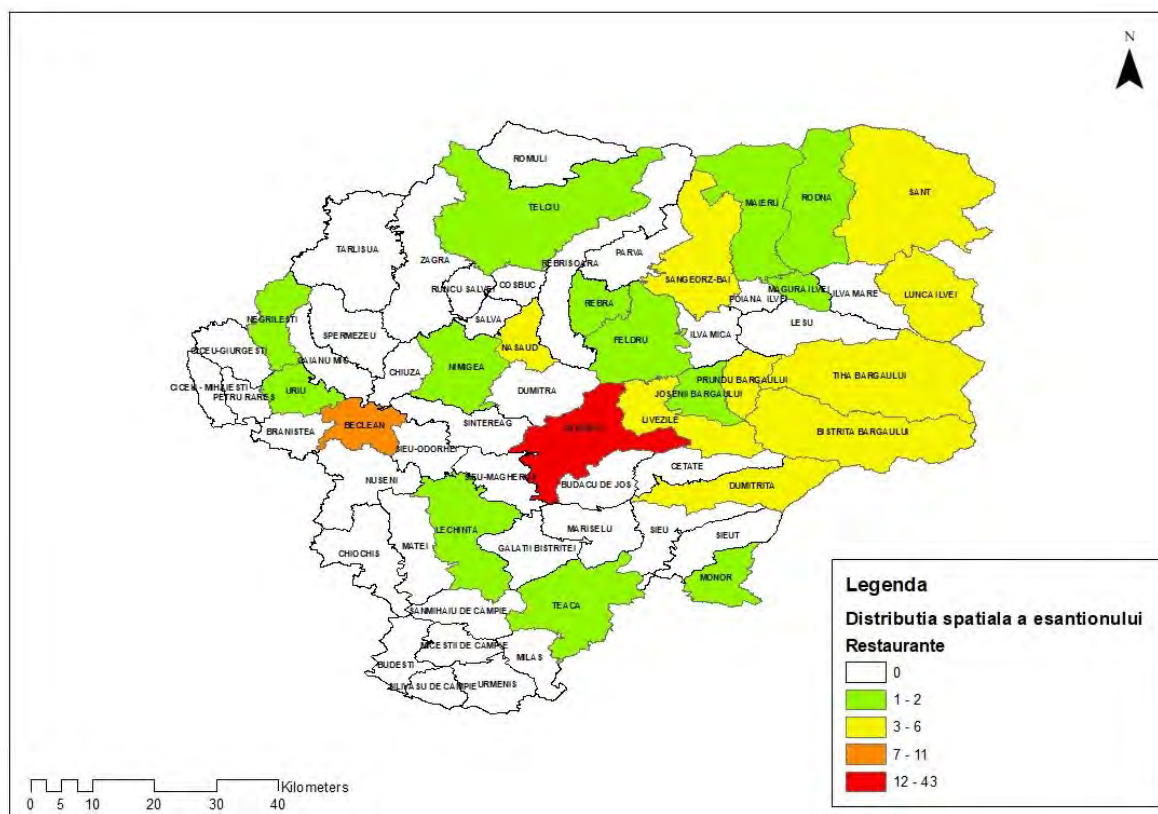 N
ROMULI
TELCIU
MAIERU
RODNA
SANT
TARLISUA
ZAGRA
PARVA
REBRISOARA
SANGEORZ-BAI
RUNCU SALVEI
COSBUC
MAGURA ILVEI
ILVA MARE
LUNCA ILVEI
POIANA ILVEI
REBRA
NEGRILESTI
SALVA
LESU
SPERMEZEU
ILVA MICA
FELDRU
NASAUD
CICEU-GIURGESTI
CAIANU MIC
CHIUZA
NIMIGEA
PRUNDU BARGAULUI
TIHA BARGAULUI
CICEU - MIHAIESTI
URIU
DUMITRA
JOSENII BARGAULUI
PETRU RARES
LIVEZILE
BECLEAN
SINTEREAG
BRANISTEA
BISTRITA BARGAULUI
SIEU-ODORHEI
CETATE
NUSENI
SIEU-MAGHERUS
BUDACU DE JOS
DUMITRITA
LECHINTA
MARISELU
SIEU
SIEUT
CHIOCHIS
MATEI
GALATII BISTRITEI
MONOR
TEACA
SANMIHAIU DE CAMPIE
MICESTII DE CAMPIE
MILAS
BUDESTI
SILIVASU DE CAMPIE
URMENIS
Legenda
Distributia spatiala a esantionului
Restaurante
0
1 - 2
3 - 6
7 - 11
12 - 43
Kilometers
0 5 10 20 30 40